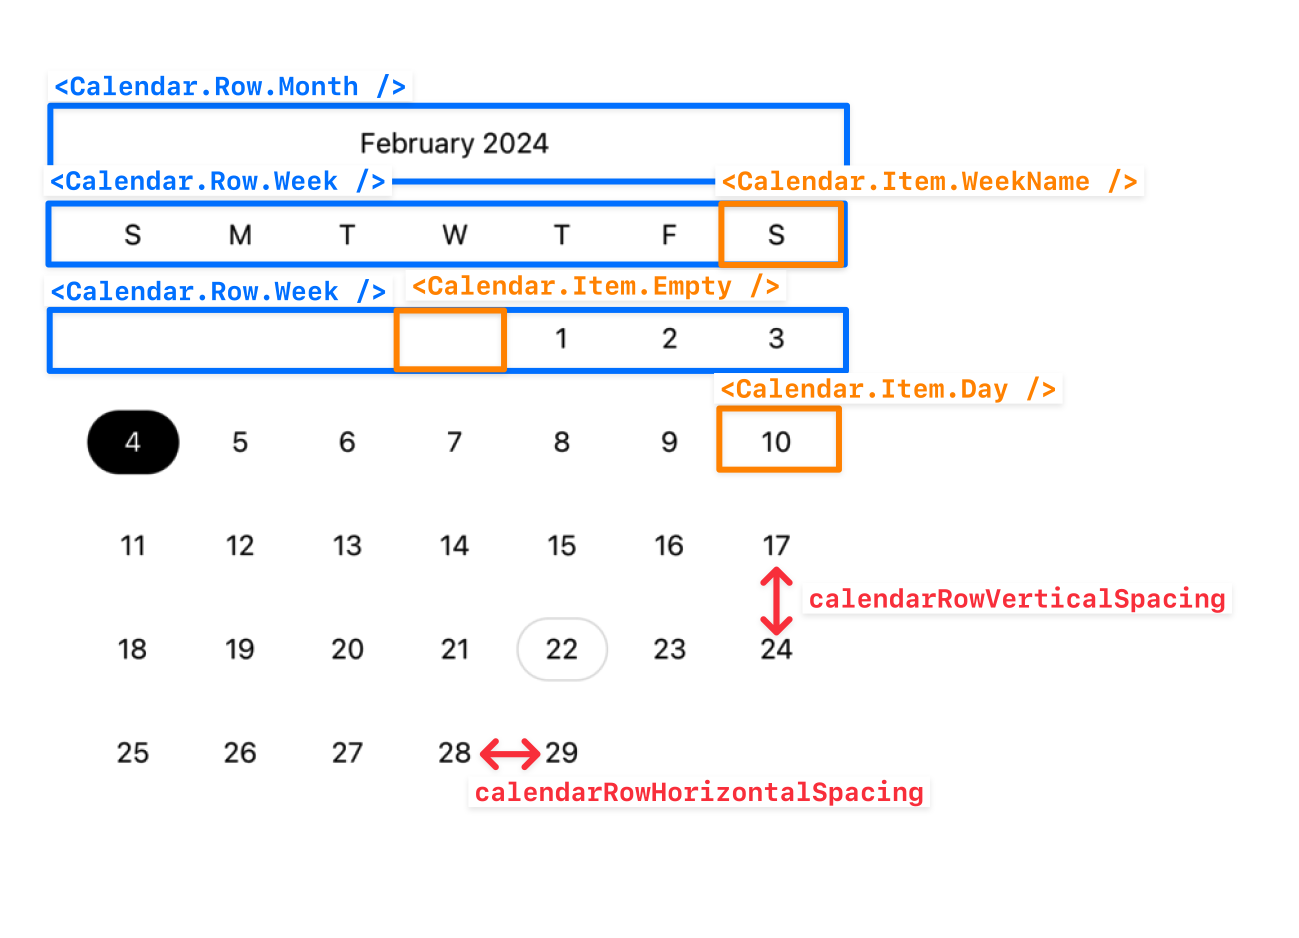 <Calendar.Row.Month />
February 2024
<Calendar.Row.Week /> <Calendar.Item.WeekName />
S M T W T F S
<Calendar.Row.Week /> <Calendar.Item.Empty />
1 2 3
<Calendar.Item.Day />
4 5 6 7 8 9 10
11 12 13 14 15 16 17
calendarRowVerticalSpacing
18 19 20 21 22 23 24
25 26 27 28 29
calendarRowHorizontalSpacing